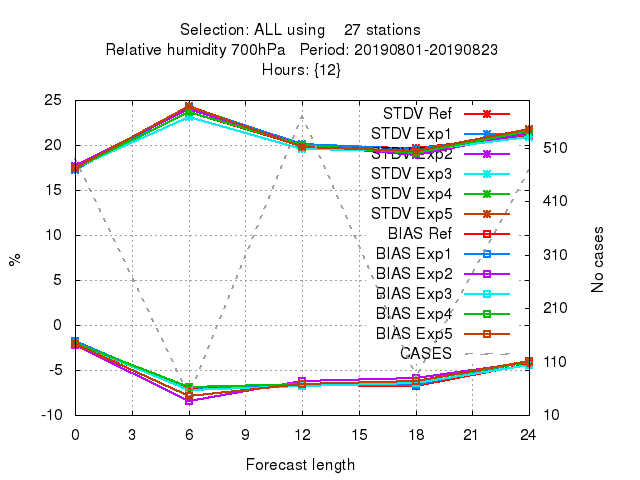 Selection: ALL using 27 stations
Relative humidity 700hPa Period: 20190801-20190823
Hours: {12}
25
20
15
10
5
0
-5
-10
%
STDV Ref
STDV Exp1
STDV Exp2
STDV Exp3
STDV Exp4
STDV Exp5
BIAS Ref
BIAS Exp1
BIAS Exp2
BIAS Exp3
BIAS Exp4
BIAS Exp5
CASES
510
410
310
210
110
10
No cases
0 3 6 9 12 15 18 21 24
Forecast length